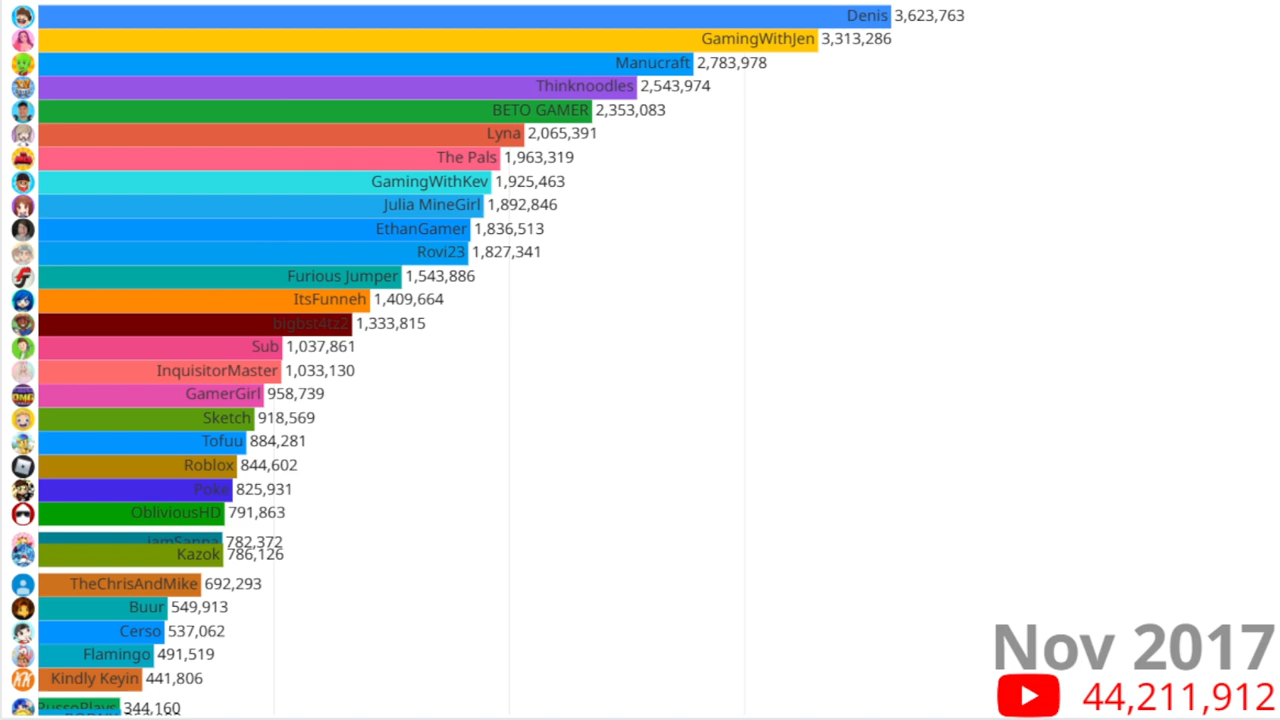 Denis 3,623,763
GamingWithJen 3,313,286
Manucraft 2,783,978
Thinknoodles 2,543,974
BETO GAMER 2,353,083
Lyna 2,065,391
The Pals 1,963,319
GamingWithKev 1,925,463
Julia MineGirl 1,892,846
EthanGamer 1,836,513
Rovi23 1,827,341
Furious Jumper 1,543,886
ItsFunneh 1,409,664
bigbst4tz2 1,333,815
Sub 1,037,861
InquisitorMaster 1,033,130
GamerGirl 958,739
Sketch 918,569
Tofuu 884,281
Roblox 844,602
Poke 825,931
ObliviousHD 791,863
iamSanna 782,372
Kazok 786,126
TheChrisAndMike 692,293
Buur 549,913
Cerso 537,062
Flamingo 491,519
Kindly Keyin 441,806
RussoPlays 344,160
Nov 2017
44,211,912